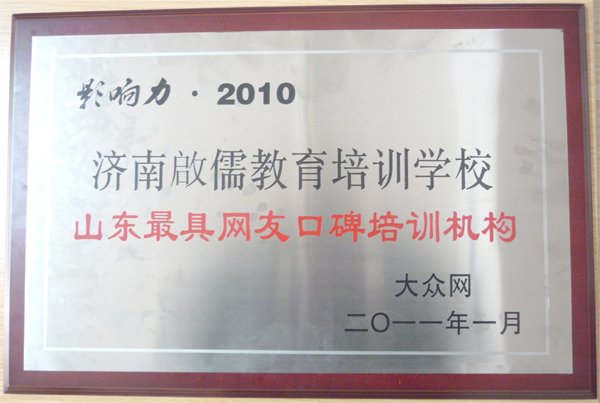 影响力·2010
济南啟儒教育培训学校
山东最具网友口碑培训机构
大众网
二〇一一年一月